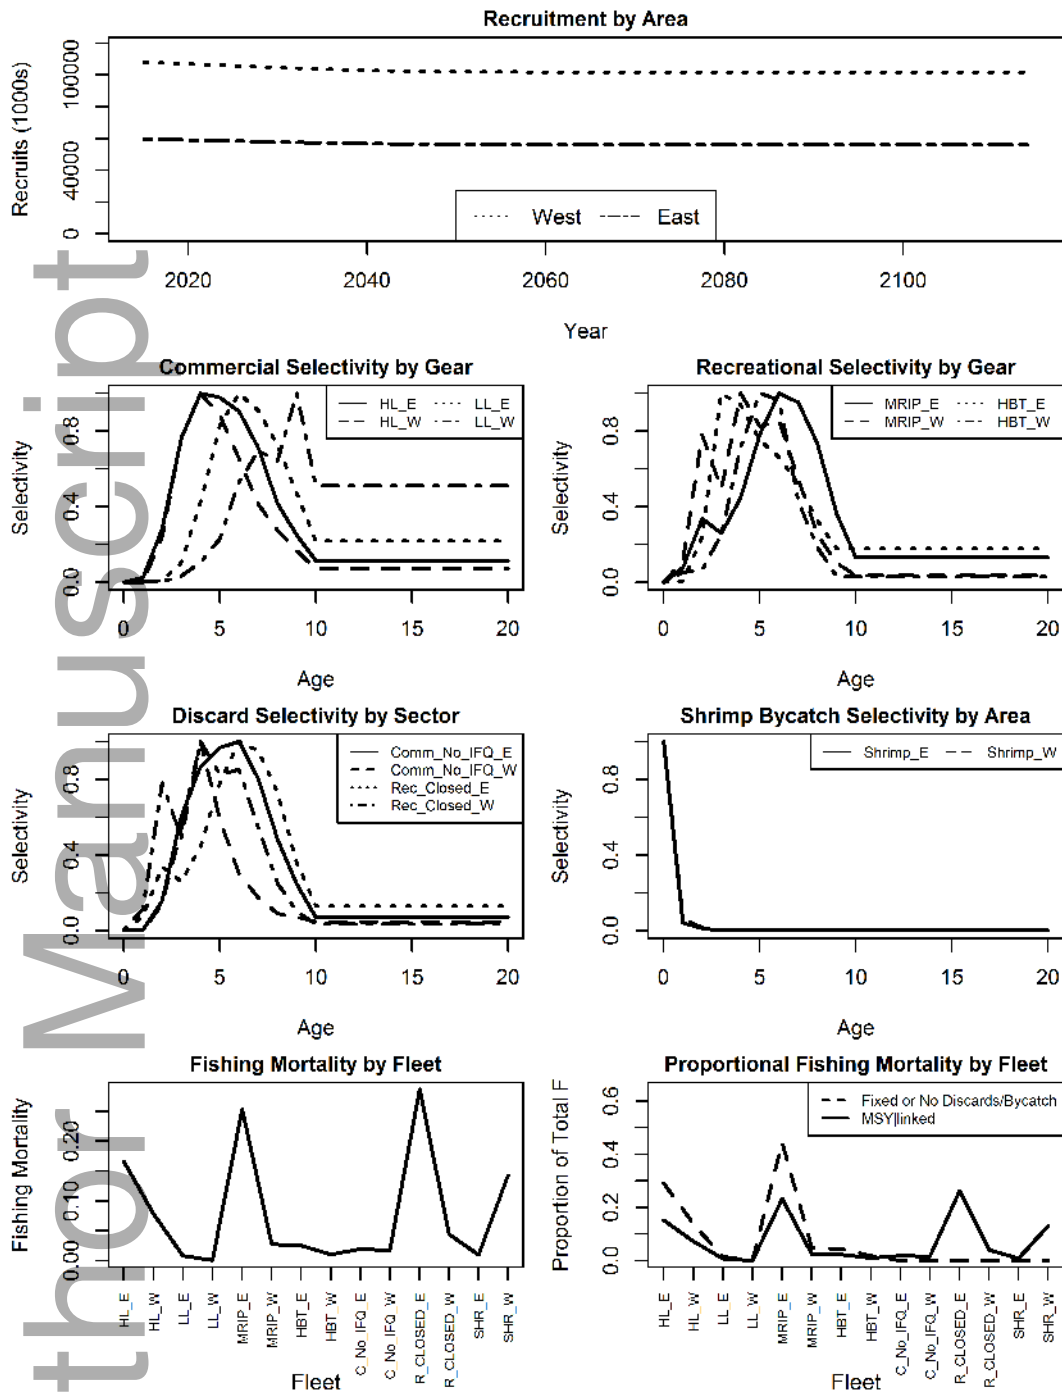 Recruitment by Area
Recruits (1000s)
0 40000 100000
West East
2020 2040 2060 2080 2100
Year
Commercial Selectivity by Gear
Selectivity
0.0 0.4 0.8
HL_E LL_E
HL_W LL_W
0 5 10 15 20
Age
Recreational Selectivity by Gear
Selectivity
0.0 0.4 0.8
MRIP_E HBT_E
MRIP_W HBT_W
0 5 10 15 20
Age
Discard Selectivity by Sector
Selectivity
0.0 0.4 0.8
Comm_No_IFQ_E
Comm_No_IFQ_W
Rec_Closed_E
Rec_Closed_W
0 5 10 15 20
Age
Shrimp Bycatch Selectivity by Area
Selectivity
0.0 0.4 0.8
Shrimp_E Shrimp_W
0 5 10 15 20
Age
Fishing Mortality by Fleet
Fishing Mortality
0.00 0.10 0.20
HL_E HL_W LL_E LL_W MRIP_E MRIP_W HBT_E HBT_W C_No_IFQ_E C_No_IFQ_W R_CLOSED_E R_CLOSED_W SHR_E SHR_W
Fleet
Proportional Fishing Mortality by Fleet
Proportion of Total F
0.0 0.2 0.4 0.6
Fixed or No Discards/Bycatch
MSY|linked
HL_E HL_W LL_E LL_W MRIP_E MRIP_W HBT_E HBT_W C_No_IFQ_E C_No_IFQ_W R_CLOSED_E R_CLOSED_W SHR_E SHR_W
Fleet
thor Manuscript